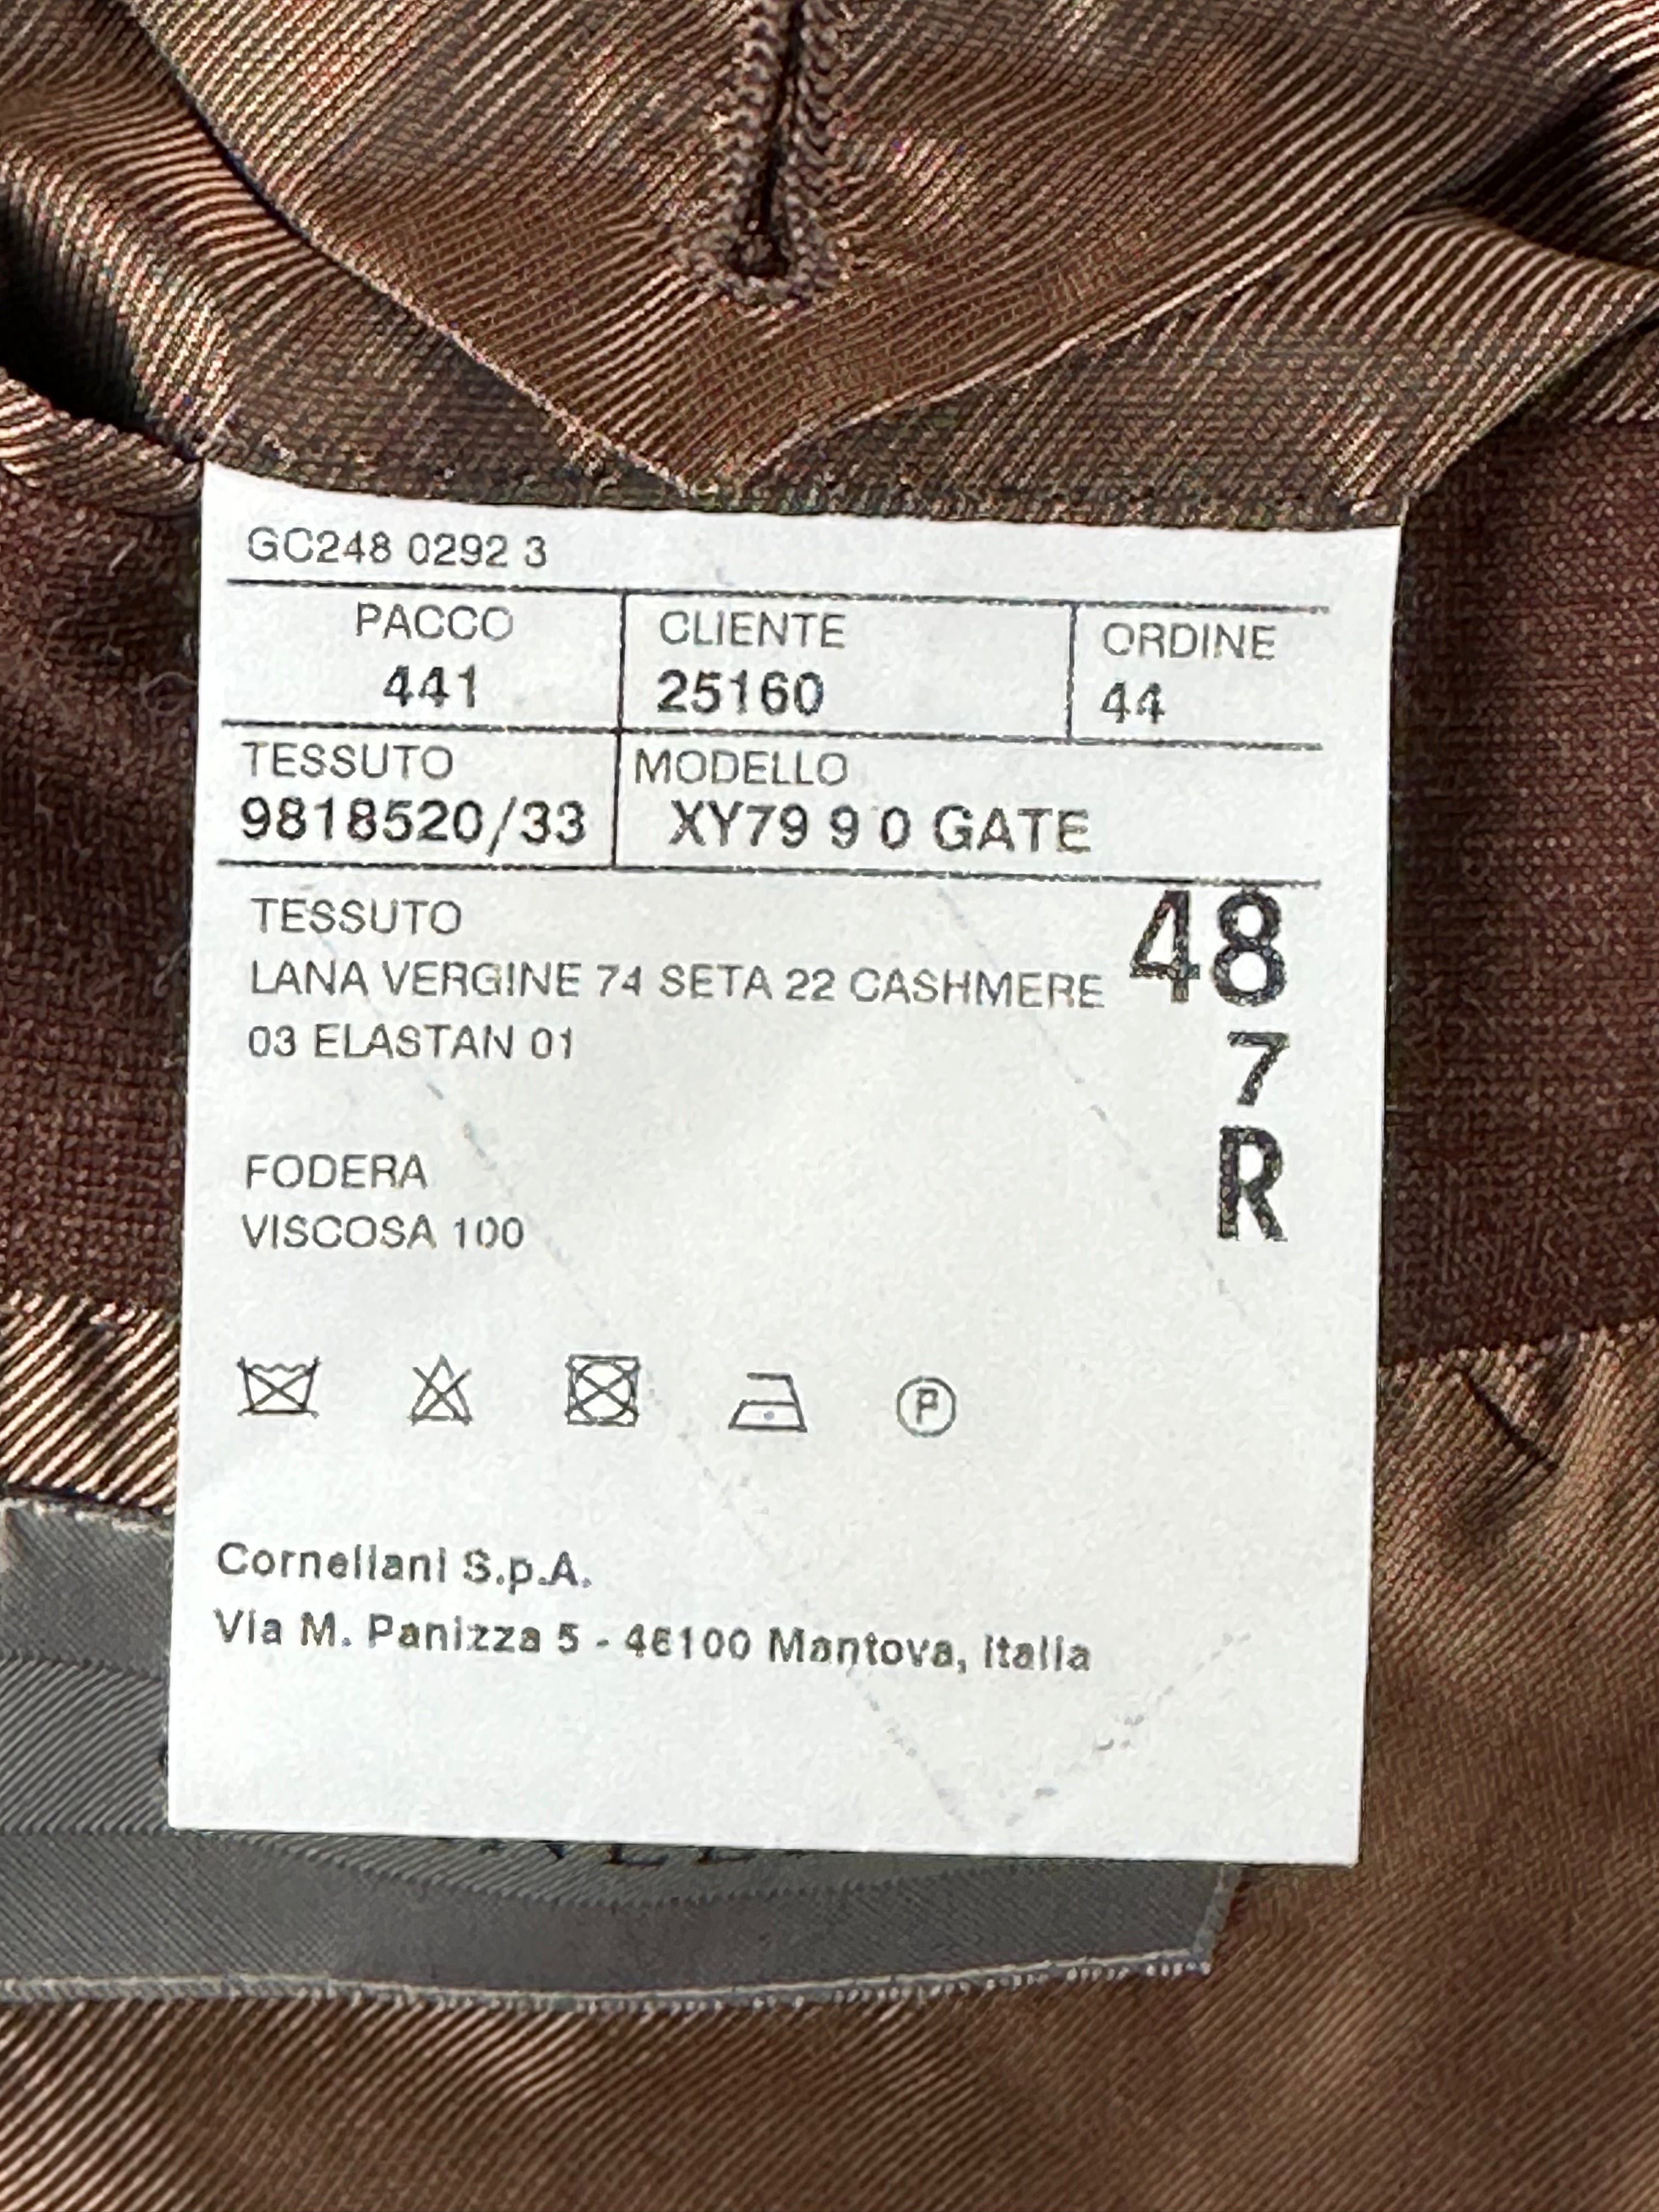 GC248 0292 3
PACCO CLIENTE ORDINE
441 25160 44
TESSUTO MODELLO
9818520/33 XY79 9 0 GATE
TESSUTO
LANA VERGINE 74 SETA 22 CASHMERE
03 ELASTAN 01
48
7
R
FODERA
VISCOSA 100
P
Corneliani S.p.A.
Via M. Panizza 5 - 46100 Mantova, Italia